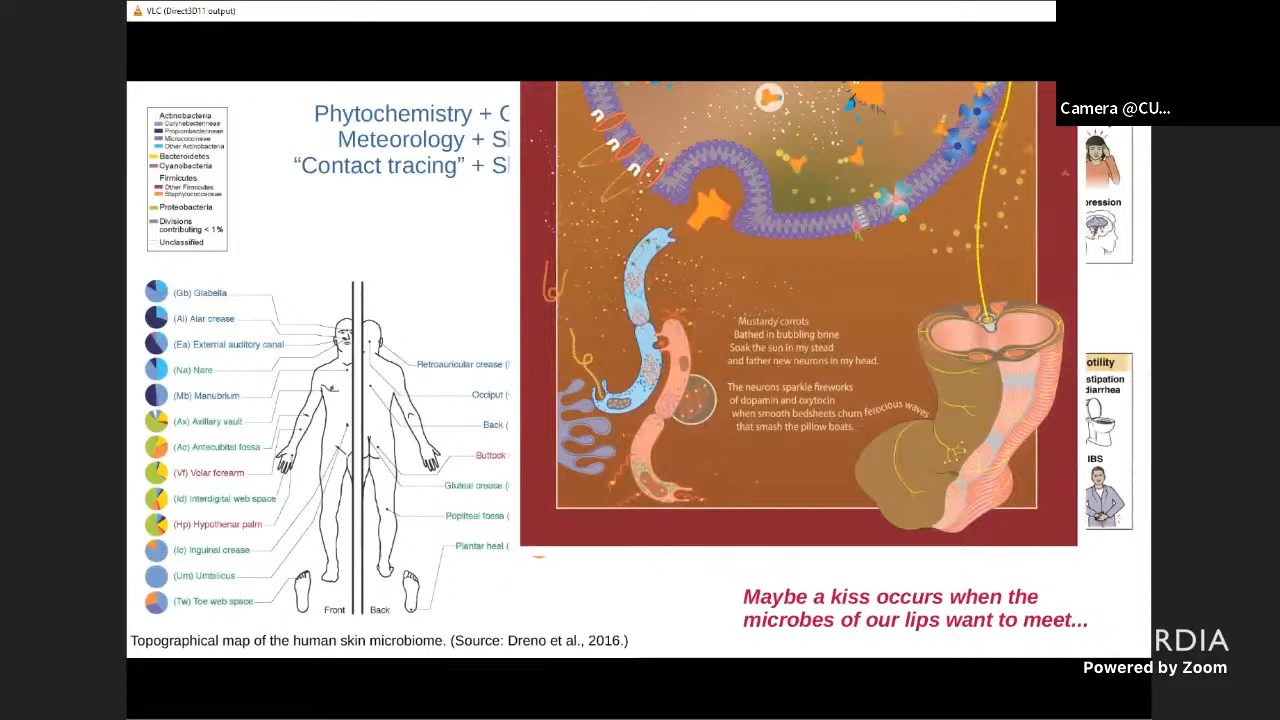 VLC (Direct3D11 output)
Camera @CU...
Phytochemistry +
Meteorology +
“Contact tracing” +
Actinobacteria
Corynebacterineae
Propionibacterineae
Micrococcineae
Other Actinobacteria
Bacteroidetes
Cyanobacteria
Firmicutes
Other Firmicutes
Staphylococcaceae
Proteobacteria
Divisions
contributing < 1%
Unclassified
(Gb) Glabella
(Al) Alar crease
(Ea) External auditory canal
(Na) Nare
(Mb) Manubrium
(Ax) Axillary vault
(Ac) Antecubital fossa
(Vf) Volar forearm
(Id) Interdigital web space
(Hp) Hypothenar palm
(Ic) Inguinal crease
(Um) Umbilicus
(Tw) Toe web space
Retroauricular crease (
Occiput (
Back (
Buttock
Gluteal crease (
Popliteal fossa (
Plantar heel (
Front
Back
Topographical map of the human skin microbiome. (Source: Dreno et al., 2016.)
Mustardy carrots
Bathed in bubbling brine
Soak the sun in my stead
and father new neurons in my head.
The neurons sparkle fireworks
of dopamin and oxytocin
when smooth bedsheets churn ferocious waves
that smash the pillow boats.
ression
otility
stipation
diarrhea
IBS
Maybe a kiss occurs when the
microbes of our lips want to meet...
RDIA
Powered by Zoom